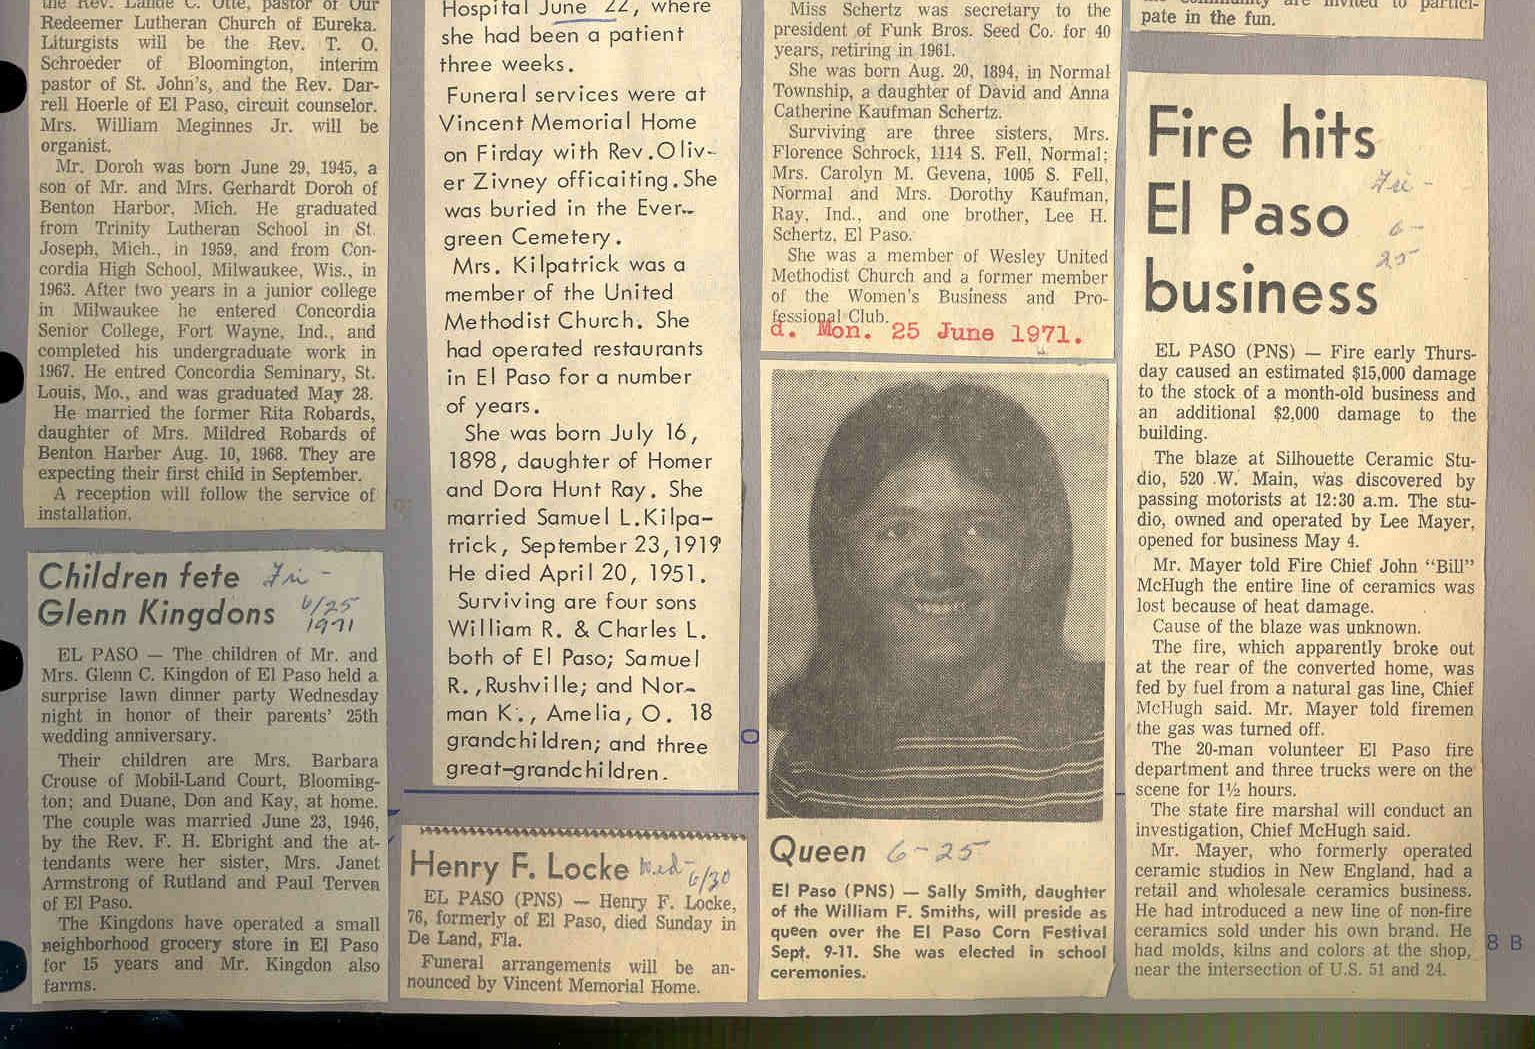 the Rev. Lande C. Otte, pastor of Our
Redeemer Lutheran Church of Eureka.
Liturgists will be the Rev. T. O.
Schroeder of Bloomington, interim
pastor of St. John's, and the Rev. Dar-
rell Hoerle of El Paso, circuit counselor.
Mrs. William Meginnes Jr. will be
organist.
Mr. Doroh was born June 29, 1945, a
son of Mr. and Mrs. Gerhardt Doroh of
Benton Harbor, Mich. He graduated
from Trinity Lutheran School in St.
Joseph, Mich., in 1959, and from Con-
cordia High School, Milwaukee, Wis., in
1963. After two years in a junior college
in Milwaukee he entered Concordia
Senior College, Fort Wayne, Ind., and
completed his undergraduate work in
1967. He entred Concordia Seminary, St.
Louis, Mo., and was graduated May 28.
He married the former Rita Robards,
daughter of Mrs. Mildred Robards of
Benton Harber Aug. 10, 1968. They are
expecting their first child in September.
A reception will follow the service of
installation.
Children fete Fri -
Glenn Kingdons 6/25
1971
EL PASO — The children of Mr. and
Mrs. Glenn C. Kingdon of El Paso held a
surprise lawn dinner party Wednesday
night in honor of their parents' 25th
wedding anniversary.
Their children are Mrs. Barbara
Crouse of Mobil-Land Court, Blooming-
ton; and Duane, Don and Kay, at home.
The couple was married June 23, 1946,
by the Rev. F. H. Ebright and the at-
tendants were her sister, Mrs. Janet
Armstrong of Rutland and Paul Terven
of El Paso.
The Kingdons have operated a small
neighborhood grocery store in El Paso
for 15 years and Mr. Kingdon also
farms.
Hospital June 22, where
she had been a patient
three weeks.
Funeral services were at
Vincent Memorial Home
on Firday with Rev.Oliv-
er Zivney officaiting.She
was buried in the Ever-
green Cemetery.
Mrs. Kilpatrick was a
member of the United
Methodist Church. She
had operated restaurants
in El Paso for a number
of years.
She was born July 16,
1898, daughter of Homer
and Dora Hunt Ray. She
married Samuel L.Kilpa-
trick, September 23,1919
He died April 20, 1951.
Surviving are four sons
William R. & Charles L.
both of El Paso; Samuel
R.,Rushville; and Nor-
man K., Amelia, O. 18
grandchildren; and three
great-grandchildren.
Henry F. Locke Wed- 6/30
EL PASO (PNS) — Henry F. Locke,
76, formerly of El Paso, died Sunday in
De Land, Fla.
Funeral arrangements will be an-
nounced by Vincent Memorial Home.
Miss Schertz was secretary to the
president of Funk Bros. Seed Co. for 40
years, retiring in 1961.
She was born Aug. 20, 1894, in Normal
Township, a daughter of David and Anna
Catherine Kaufman Schertz.
Surviving are three sisters, Mrs.
Florence Schrock, 1114 S. Fell, Normal;
Mrs. Carolyn M. Gevena, 1005 S. Fell,
Normal and Mrs. Dorothy Kaufman,
Ray, Ind., and one brother, Lee H.
Schertz, El Paso.
She was a member of Wesley United
Methodist Church and a former member
of the Women's Business and Pro-
fessional Club.
d. Mon. 25 June 1971.
Queen 6-25
El Paso (PNS) — Sally Smith, daughter
of the William F. Smiths, will preside as
queen over the El Paso Corn Festival
Sept. 9-11. She was elected in school
ceremonies.
community are invited to partici-
pate in the fun.
Fire hits
Fri -
El Paso
6-
25
business
EL PASO (PNS) — Fire early Thurs-
day caused an estimated $15,000 damage
to the stock of a month-old business and
an additional $2,000 damage to the
building.
The blaze at Silhouette Ceramic Stu-
dio, 520 W. Main, was discovered by
passing motorists at 12:30 a.m. The stu-
dio, owned and operated by Lee Mayer,
opened for business May 4.
Mr. Mayer told Fire Chief John "Bill"
McHugh the entire line of ceramics was
lost because of heat damage.
Cause of the blaze was unknown.
The fire, which apparently broke out
at the rear of the converted home, was
fed by fuel from a natural gas line, Chief
McHugh said. Mr. Mayer told firemen
the gas was turned off.
The 20-man volunteer El Paso fire
department and three trucks were on the
scene for 1½ hours.
The state fire marshal will conduct an
investigation, Chief McHugh said.
Mr. Mayer, who formerly operated
ceramic studios in New England, had a
retail and wholesale ceramics business.
He had introduced a new line of non-fire
ceramics sold under his own brand. He
had molds, kilns and colors at the shop,
near the intersection of U.S. 51 and 24.
8 B